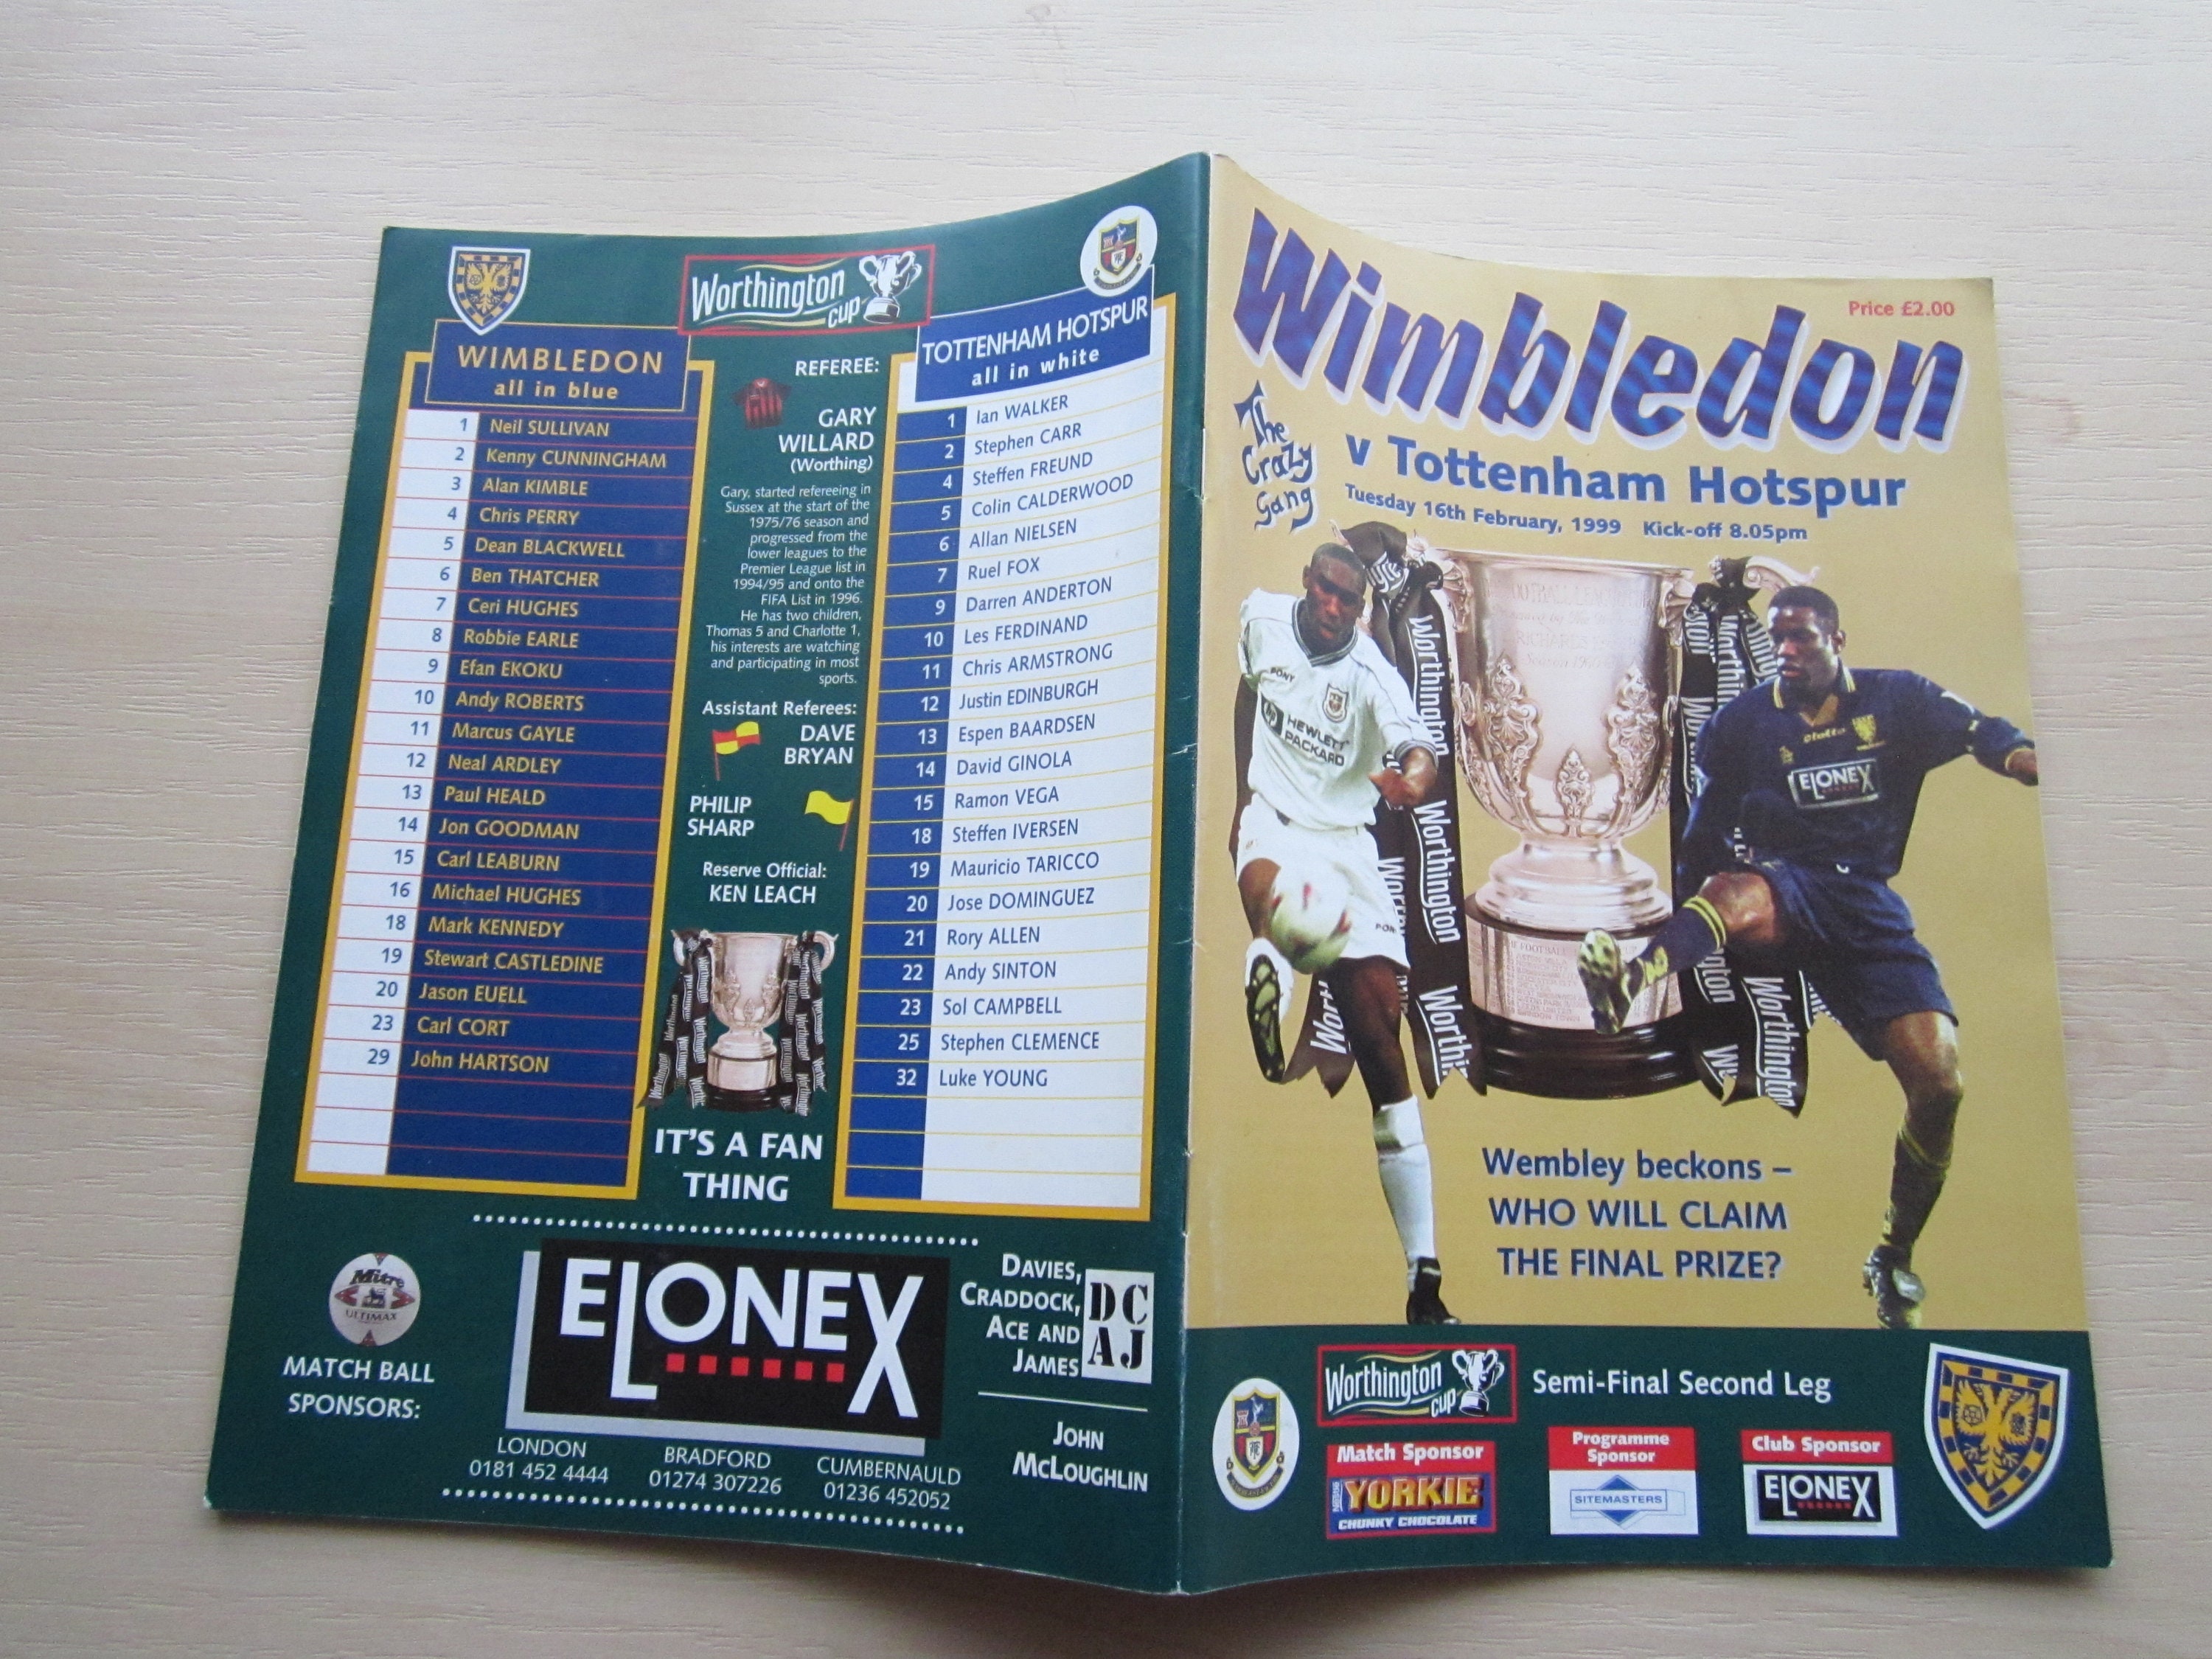 Worthington
CUP
WIMBLEDON
all in blue
1 Neil SULLIVAN
2 Kenny CUNNINGHAM
3 Alan KIMBLE
4 Chris PERRY
5 Dean BLACKWELL
6 Ben THATCHER
7 Ceri HUGHES
8 Robbie EARLE
9 Efan EKOKU
10 Andy ROBERTS
11 Marcus GAYLE
12 Neal ARDLEY
13 Paul HEALD
14 Jon GOODMAN
15 Carl LEABURN
16 Michael HUGHES
18 Mark KENNEDY
19 Stewart CASTLEDINE
20 Jason EUELL
23 Carl CORT
29 John HARTSON
REFEREE:
GARY
WILLARD
(Worthing)
Gary, started refereeing in
Sussex at the start of the
1975/76 season and
progressed from the
lower leagues to the
Premier League list in
1994/95 and onto the
FIFA List in 1996.
He has two children,
Thomas 5 and Charlotte 1,
his interests are watching
and participating in most
sports.
Assistant Referees:
DAVE
BRYAN
PHILIP
SHARP
Reserve Official:
KEN LEACH
IT'S A FAN
THING
TOTTENHAM HOTSPUR
all in white
1 Ian WALKER
2 Stephen CARR
4 Steffen FREUND
5 Colin CALDERWOOD
6 Allan NIELSEN
7 Ruel FOX
9 Darren ANDERTON
10 Les FERDINAND
11 Chris ARMSTRONG
12 Justin EDINBURGH
13 Espen BAARDSEN
14 David GINOLA
15 Ramon VEGA
18 Steffen IVERSEN
19 Mauricio TARICCO
20 Jose DOMINGUEZ
21 Rory ALLEN
22 Andy SINTON
23 Sol CAMPBELL
25 Stephen CLEMENCE
32 Luke YOUNG
Mitre
ULTIMAX
MATCH BALL
SPONSORS:
ELONEX
LONDON
0181 452 4444
BRADFORD
01274 307226
CUMBERNAULD
01236 452052
DAVIES,
CRADDOCK,
ACE AND
JAMES
DC
AJ
JOHN
MCLOUGHLIN
Price £2.00
Wimbledon
The
Crazy
Gang
v Tottenham Hotspur
Tuesday 16th February, 1999 Kick-off 8.05pm
PONY
HEWLETT
PACKARD
Worthington
Worthington
Worthington
lotto
ELONEX
Wembley beckons –
WHO WILL CLAIM
THE FINAL PRIZE?
Worthington
CUP
Semi-Final Second Leg
Match Sponsor
Nestlé
YORKIE
CHUNKY CHOCOLATE
Programme
Sponsor
SITEMASTERS
Club Sponsor
ELONEX